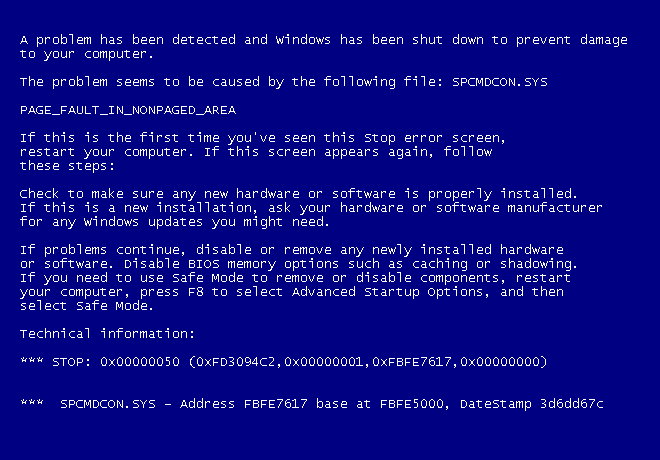 A problem has been detected and Windows has been shut down to prevent damage
to your computer.
The problem seems to be caused by the following file: SPCMDCON.SYS
PAGE_FAULT_IN_NONPAGED_AREA
If this is the first time you've seen this Stop error screen,
restart your computer. If this screen appears again, follow
these steps:
Check to make sure any new hardware or software is properly installed.
If this is a new installation, ask your hardware or software manufacturer
for any Windows updates you might need.
If problems continue, disable or remove any newly installed hardware
or software. Disable BIOS memory options such as caching or shadowing.
If you need to use Safe Mode to remove or disable components, restart
your computer, press F8 to select Advanced Startup Options, and then
select Safe Mode.
Technical information:
*** STOP: 0x00000050 (0xFD3094C2,0x00000001,0xFBFE7617,0x00000000)
***  SPCMDCON.SYS - Address FBFE7617 base at FBFE5000, DateStamp 3d6dd67c